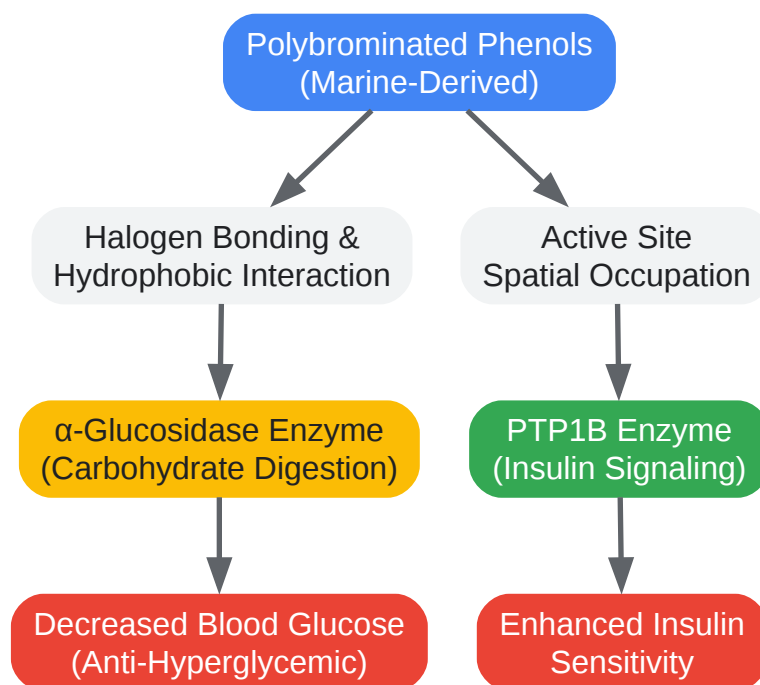 Polybrominated Phenols
(Marine-Derived)
Halogen Bonding &
Hydrophobic Interaction
Active Site
Spatial Occupation
α-Glucosidase Enzyme
(Carbohydrate Digestion)
PTP1B Enzyme
(Insulin Signaling)
Decreased Blood Glucose
(Anti-Hyperglycemic)
Enhanced Insulin
Sensitivity